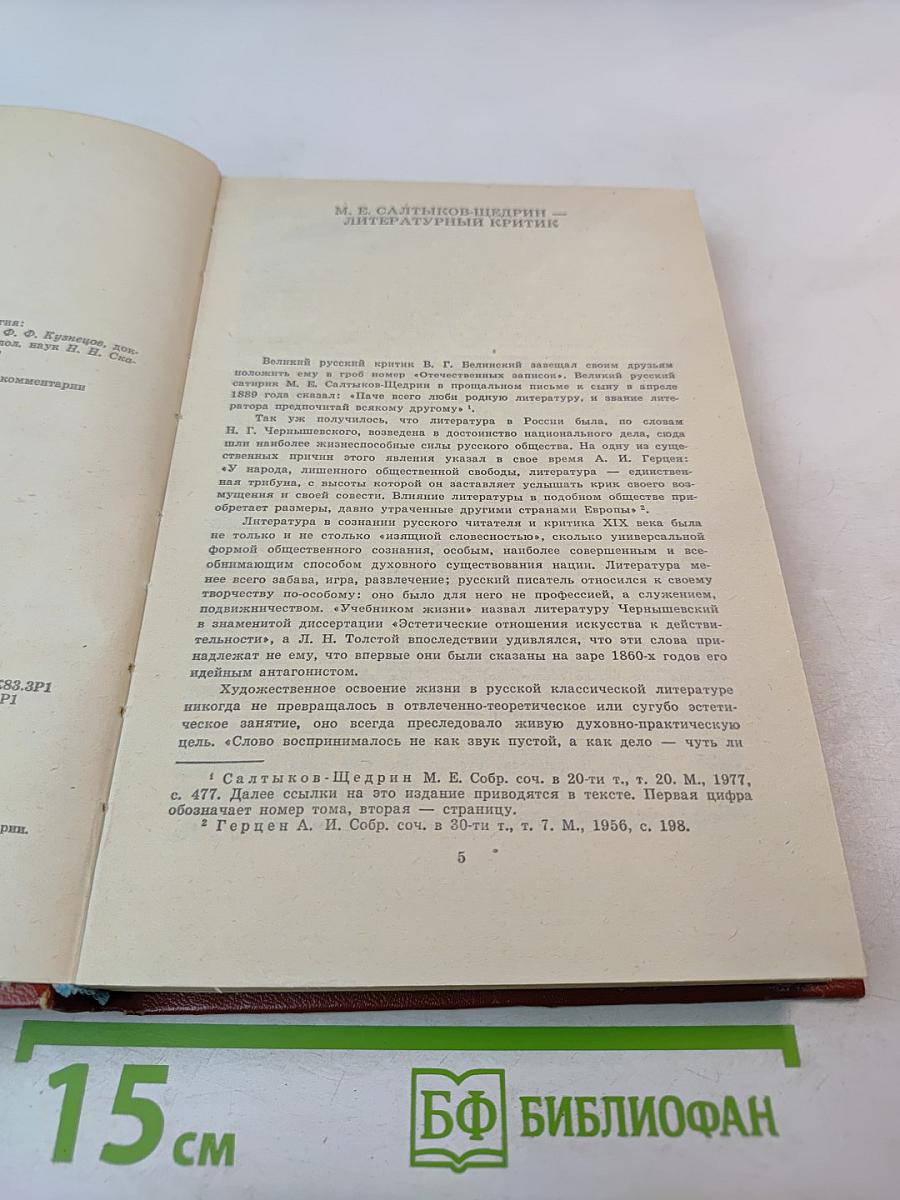 тия:
Ф. Ф. Кузнецов, док-
пол. наук Н. Н. Ска-
комментарии
83.3Р1
Р1
рии.
М. Е. САЛТЫКОВ-ЩЕДРИН —
ЛИТЕРАТУРНЫЙ КРИТИК
Великий русский критик В. Г. Белинский завещал своим друзьям
положить ему в гроб номер «Отечественных записок». Великий русский
сатирик М. Е. Салтыков-Щедрин в прощальном письме к сыну в апреле
1889 года сказал: «Паче всего люби родную литературу, и звание лите-
ратора предпочитай всякому другому» ¹.
Так уж получилось, что литература в России была, по словам
Н. Г. Чернышевского, возведена в достоинство национального дела, сюда
шли наиболее жизнеспособные силы русского общества. На одну из суще-
ственных причин этого явления указал в свое время А. И. Герцен:
«У народа, лишенного общественной свободы, литература — единствен-
ная трибуна, с высоты которой он заставляет услышать крик своего воз-
мущения и своей совести. Влияние литературы в подобном обществе при-
обретает размеры, давно утраченные другими странами Европы» ².
Литература в сознании русского читателя и критика XIX века была
не только и не столько «изящной словесностью», сколько универсальной
формой общественного сознания, особым, наиболее совершенным и все-
объемлющим способом духовного существования нации. Литература ме-
нее всего забава, игра, развлечение; русский писатель относился к своему
творчеству по-особому: оно было для него не профессией, а служением,
подвижничеством. «Учебником жизни» назвал литературу Чернышевский
в знаменитой диссертации «Эстетические отношения искусства к действи-
тельности», а Л. Н. Толстой впоследствии удивлялся, что эти слова при-
надлежат не ему, что впервые они были сказаны на заре 1860-х годов его
идейным антагонистом.
Художественное освоение жизни в русской классической литературе
никогда не превращалось в отвлеченно-теоретическое или сугубо эстети-
ческое занятие, оно всегда преследовало живую духовно-практическую
цель. «Слово воспринималось не как звук пустой, а как дело — чуть ли
¹ Салтыков-Щедрин М. Е. Собр. соч. в 20-ти т., т. 20. М., 1977,
с. 477. Далее ссылки на это издание приводятся в тексте. Первая цифра
обозначает номер тома, вторая — страницу.
² Герцен А. И. Собр. соч. в 30-ти т., т. 7. М., 1956, с. 198.
5
15 см
БФ БИБЛИОФАН